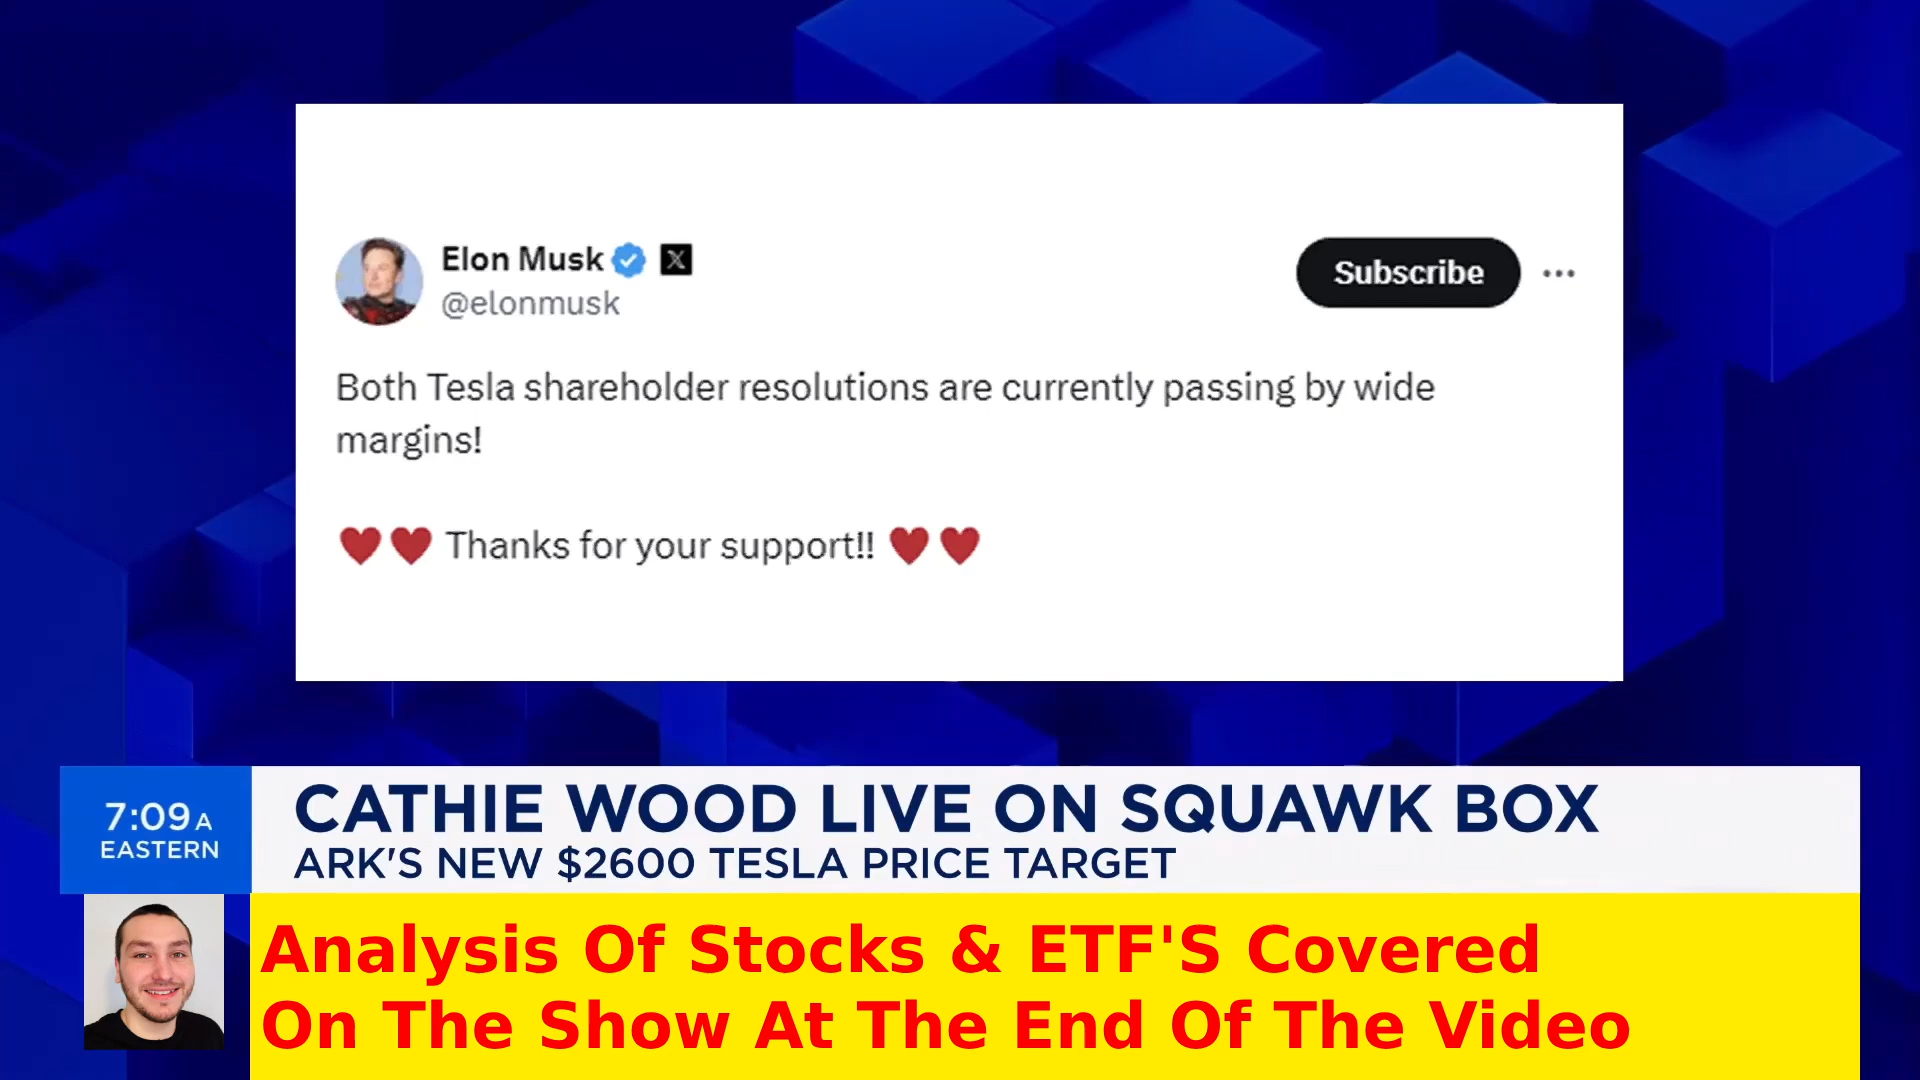 Elon Musk
@elonmusk
Subscribe
Both Tesla shareholder resolutions are currently passing by wide
margins!
♥♥ Thanks for your support!! ♥♥
7:09 A
EASTERN
CATHIE WOOD LIVE ON SQUAWK BOX
ARK'S NEW $2600 TESLA PRICE TARGET
Analysis Of Stocks & ETF'S Covered
On The Show At The End Of The Video